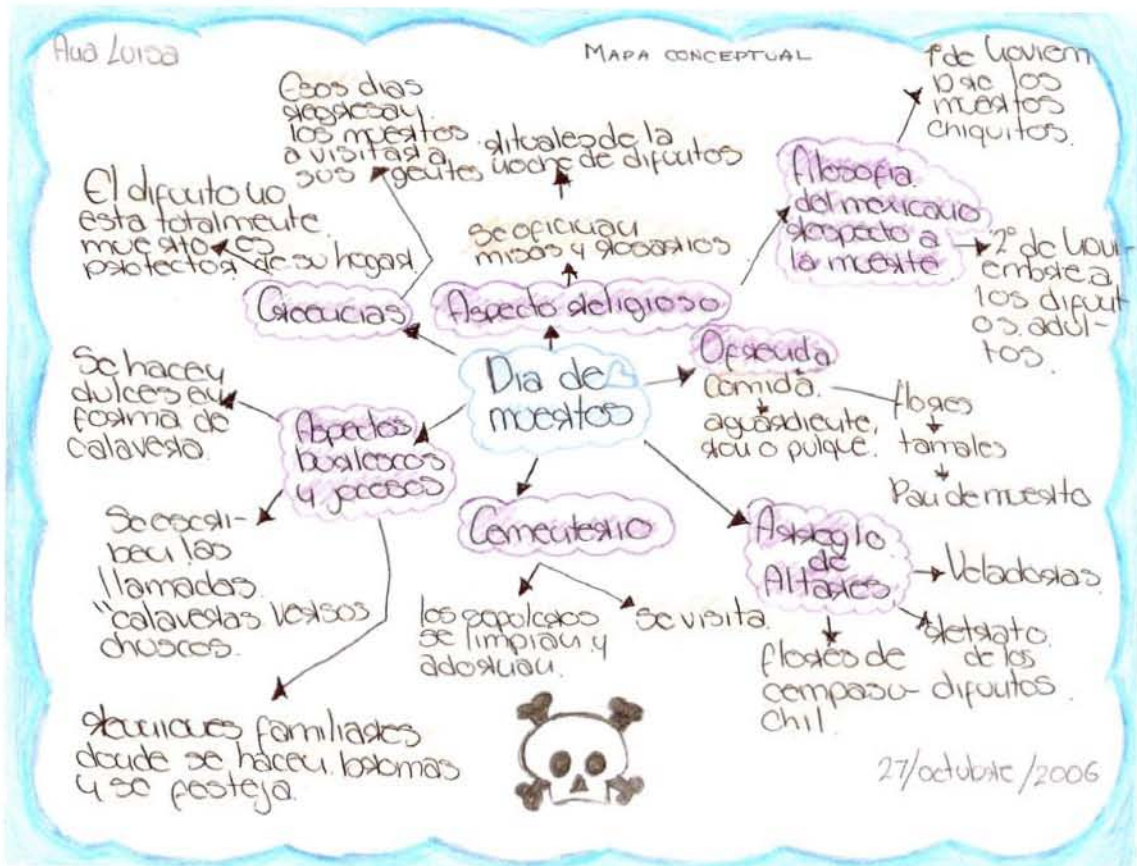 Ana Luisa
MAPA CONCEPTUAL
Esos dias
regresan
los muertos
a visitar a
sus gentes
rituales de la
noche de difuntos
1º de Noviem
bre los
muertos
chiquitos.
El difunto no
esta totalmente
muerto es
protector de su hogar.
Se ofician
misas y rosarios
Filosofia
del mexicano
respecto a
la muerte
2º de Novi-
embre a
los difunt-
os adul-
tos.
Creencias
Aspecto religioso
Dia de
muertos
Ofrenda
comida
aguardiente,
ron o pulque.
flores
tamales
Pan de muerto
Se hacen
dulces en
forma de
calavera.
Aspectos
burlescos
y jocosos
Se escri-
ben las
llamadas
"calaveras versos
chuscos.
Cementerio
los sepulcros
se limpian y
adornan.
se visita.
Arreglo
de
Altares
Veladoras
retrato
de los
difuntos.
flores de
cempasu-
chil.
reuniones familiares
donde se hacen bromas
y se festeja.
27/octubre/2006